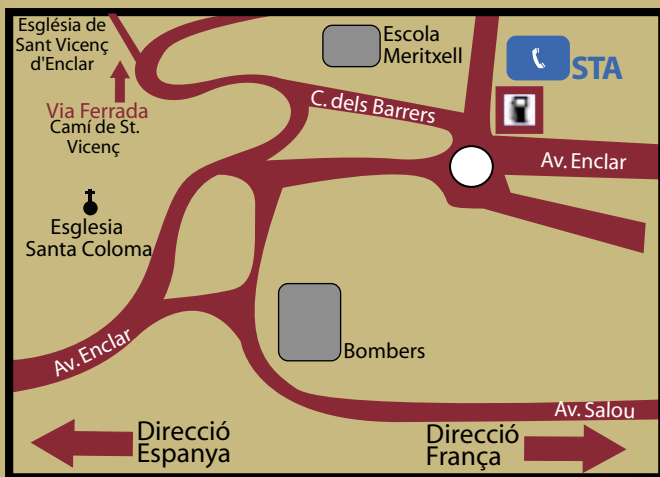 Església de
Sant Vicenç
d'Enclar
Via Ferrada
Camí de St.
Vicenç
Escola
Meritxell
STA
C. dels Barrers
Av. Enclar
Esglesia
Santa Coloma
Av. Enclar
Bombers
Av. Salou
Direcció
Espanya
Direcció
França